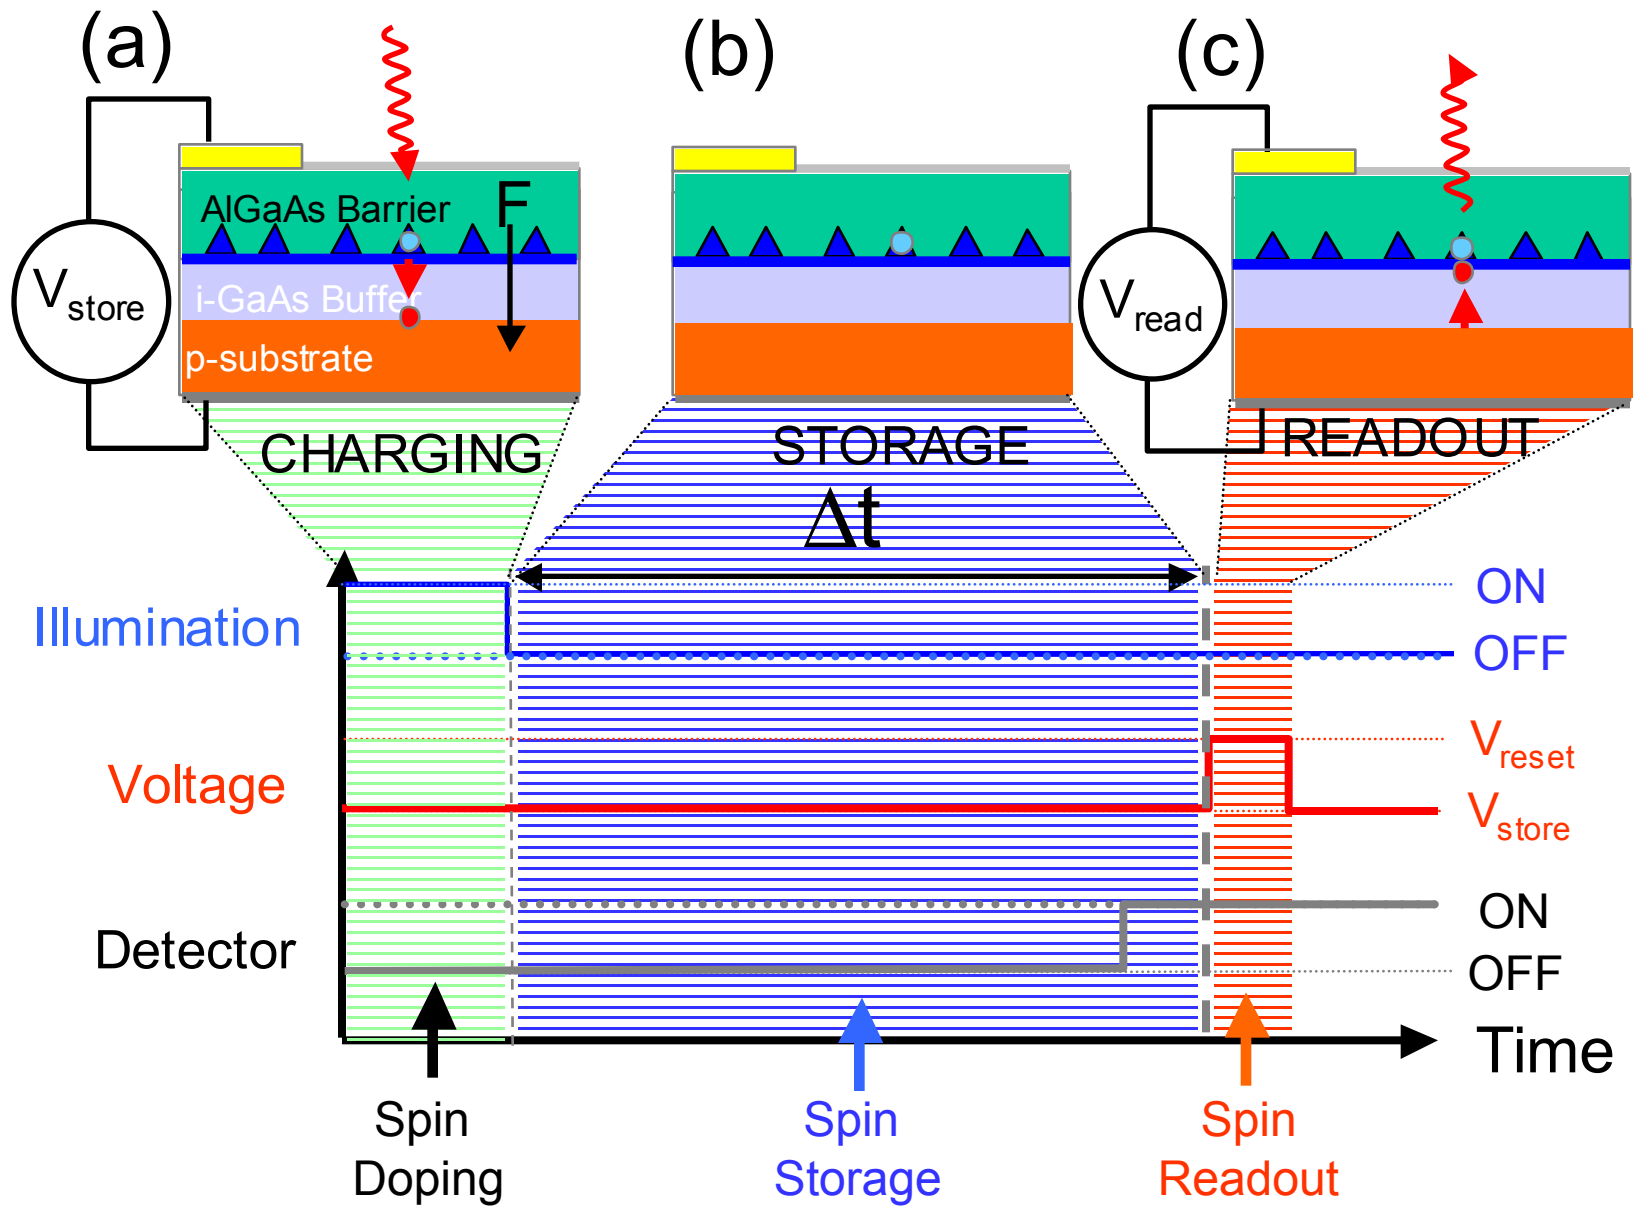 (a)
(b)
(c)
AlGaAs Barrier
F
i-GaAs Buffer
p-substrate
Vstore
Vread
CHARGING
STORAGE
READOUT
Δt
Illumination
ON
OFF
Voltage
Vreset
Vstore
Detector
ON
OFF
Time
Spin
Doping
Spin
Storage
Spin
Readout